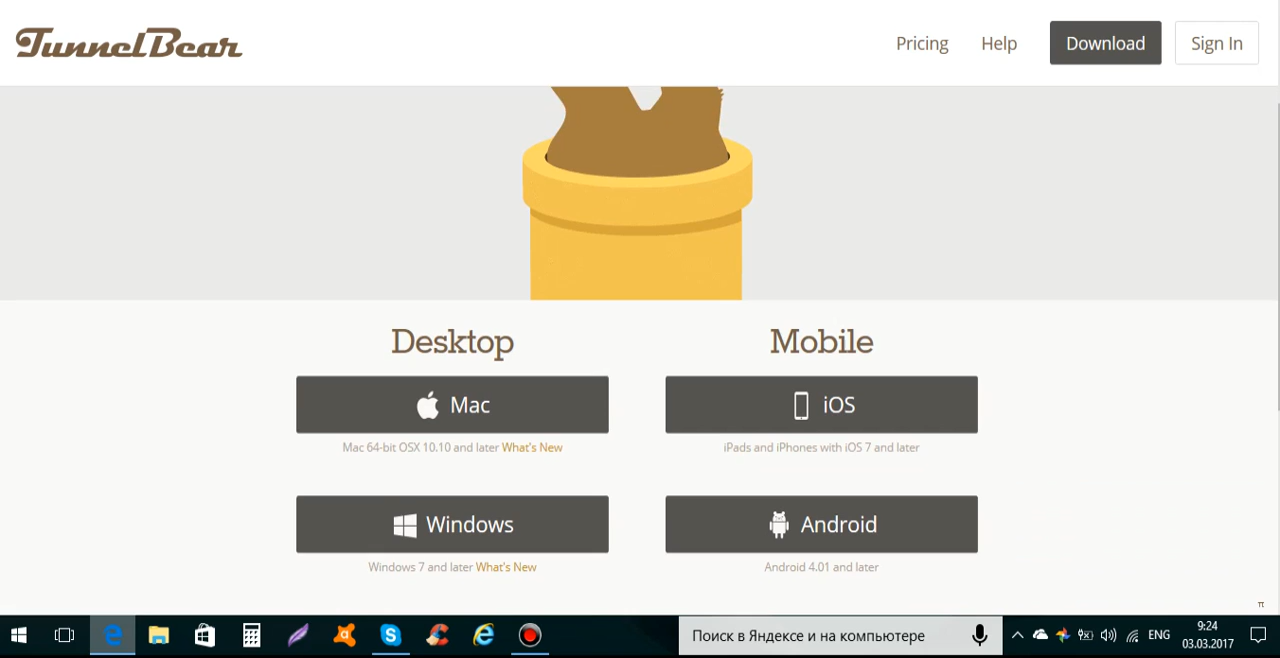 TunnelBear
Pricing
Help
Download
Sign In
Desktop
Mobile
Mac
iOS
Mac 64-bit OSX 10.10 and later What's New
iPads and iPhones with iOS 7 and later
Windows
Android
Windows 7 and later What's New
Android 4.01 and later
π
Поиск в Яндексе и на компьютере
ENG
9:24
03.03.2017